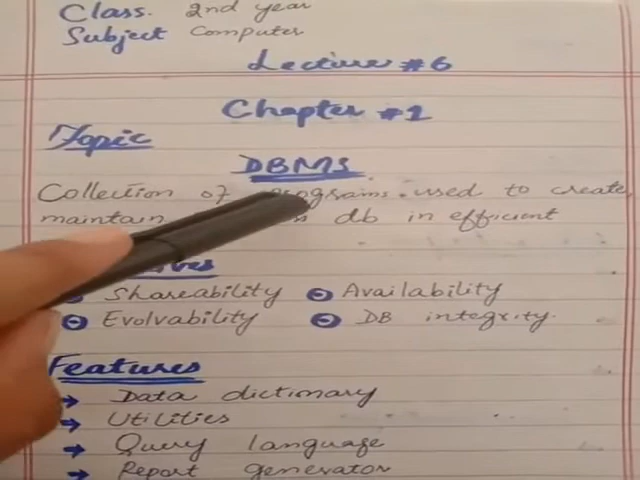 Class. 2nd year
Subject Computer
Lecture #6
Chapter #1
Topic
DBMS
Collection of programs used to create
maintain db in efficient
Shareability Availability
Evolvability DB integrity.
Features
→ Data dictionary
→ Utilities
→ Query language
→ Report generator